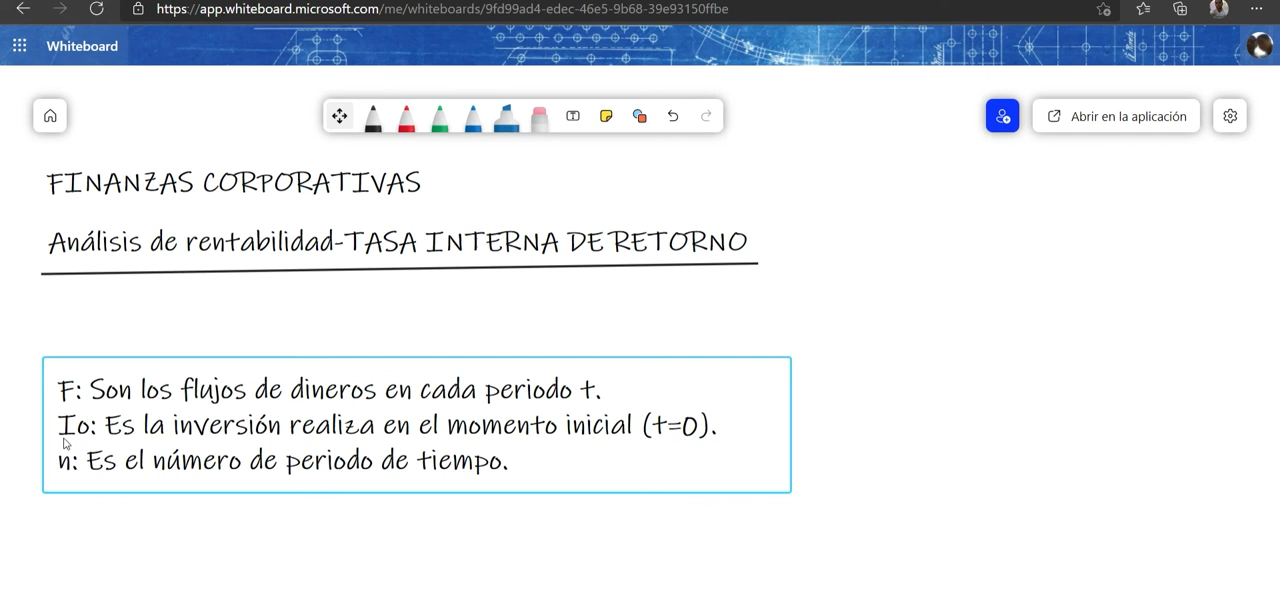 https://app.whiteboard.microsoft.com/me/whiteboards/9fd99ad4-edec-46e5-9b68-39e93150ffbe
Whiteboard
Abrir en la aplicación
FINANZAS CORPORATIVAS
Análisis de rentabilidad-TASA INTERNA DE RETORNO
F: Son los flujos de dineros en cada periodo t.
Io: Es la inversión realiza en el momento inicial (t=0).
n: Es el número de periodo de tiempo.